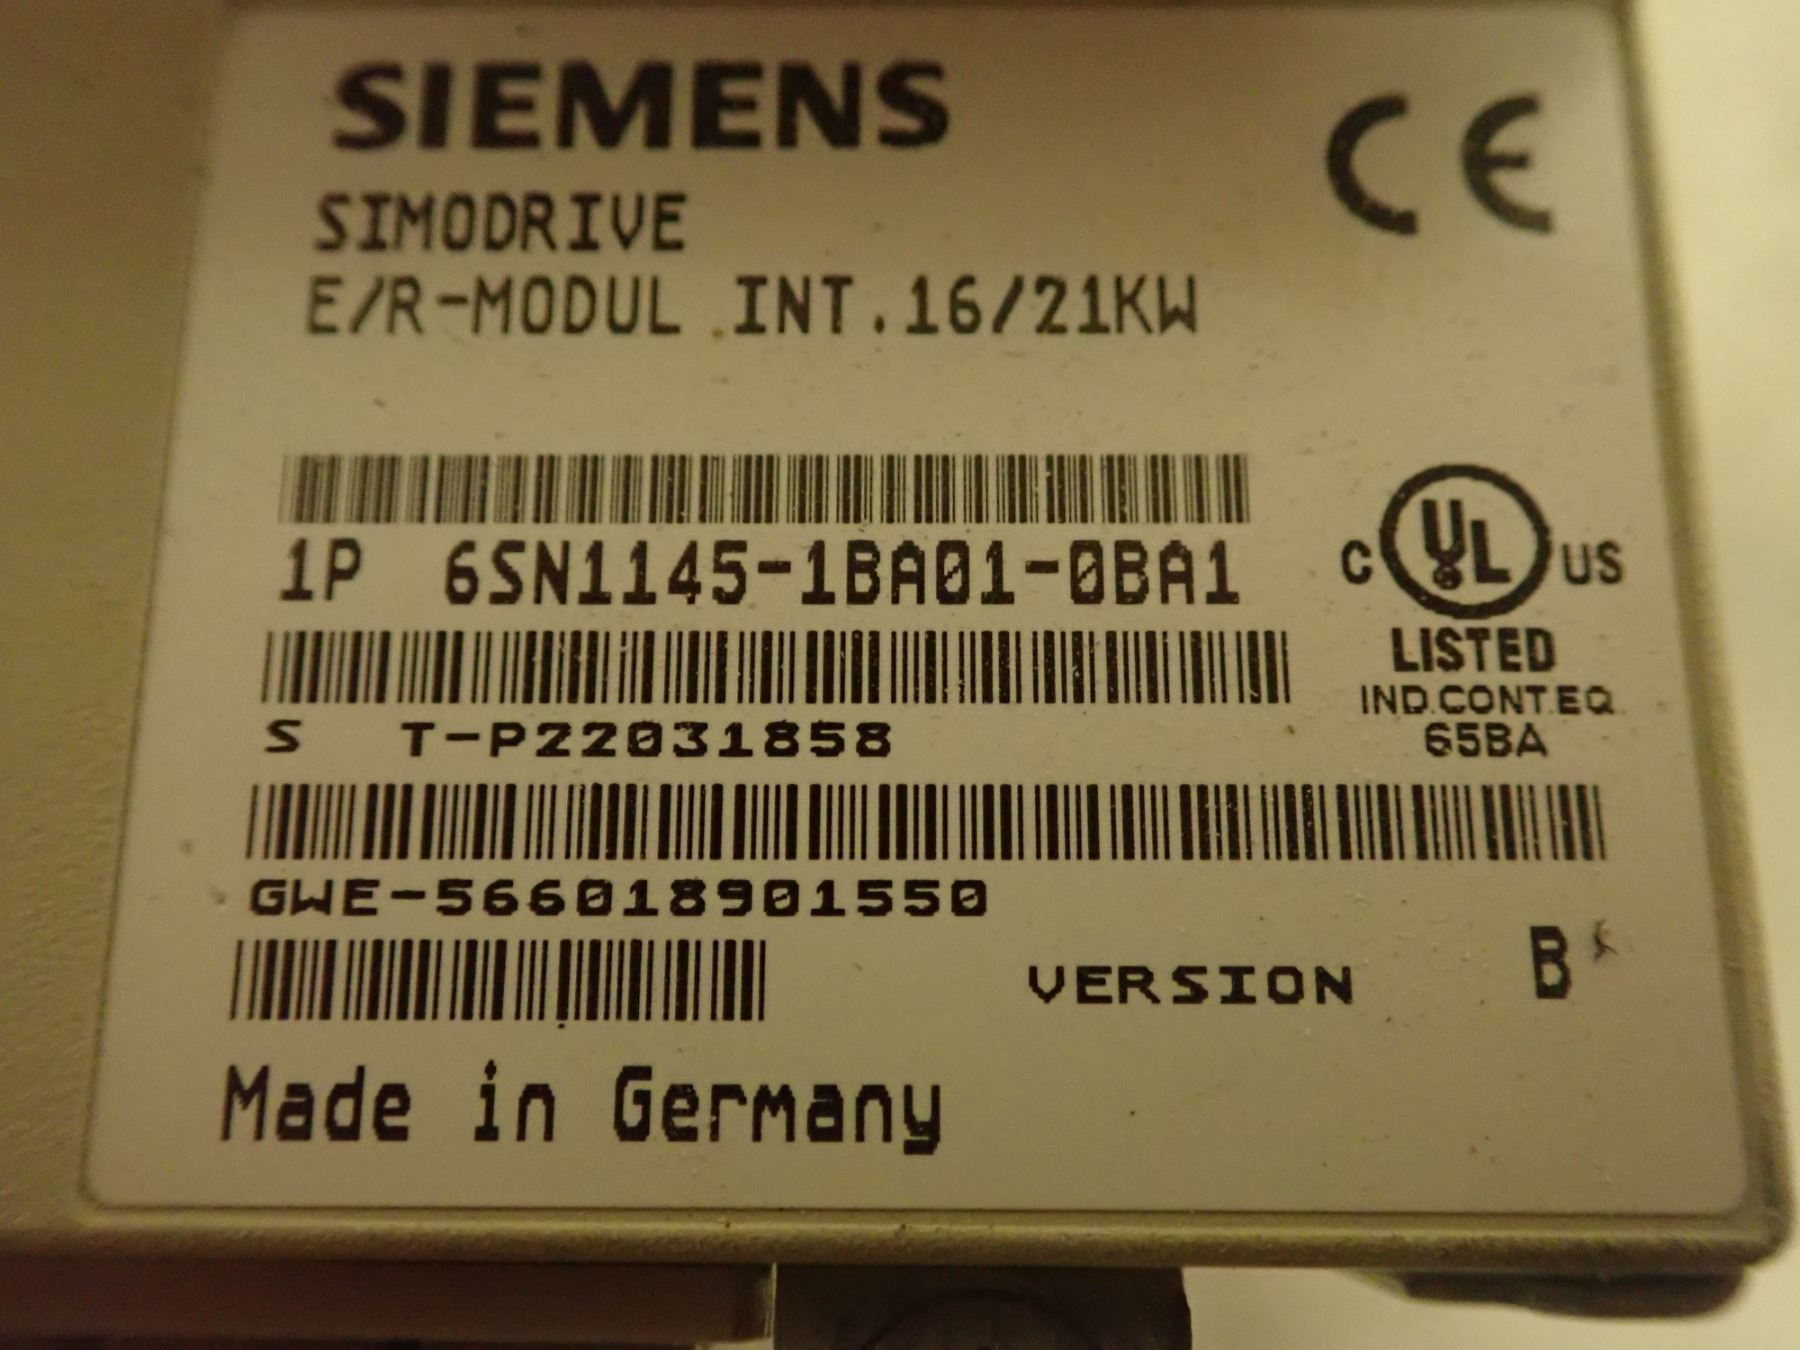 SIEMENS
CE
SIMODRIVE
E/R-MODUL INT.16/21KW
1P 6SN1145-1BA01-0BA1
C UL US
LISTED
IND.CONT.EQ.
65BA
S T-P22031858
GWE-566018901550
VERSION B
Made in Germany